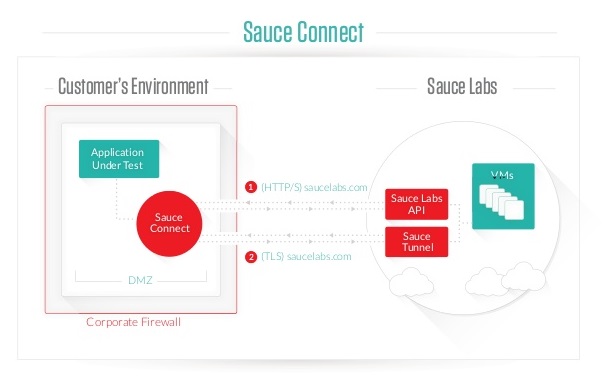 Sauce Connect
Customer's Environment
Sauce Labs
Application
Under Test
Sauce
Connect
DMZ
Corporate Firewall
1 (HTTP/S) saucelabs.com
2 (TLS) saucelabs.com
Sauce Labs
API
Sauce
Tunnel
VMs